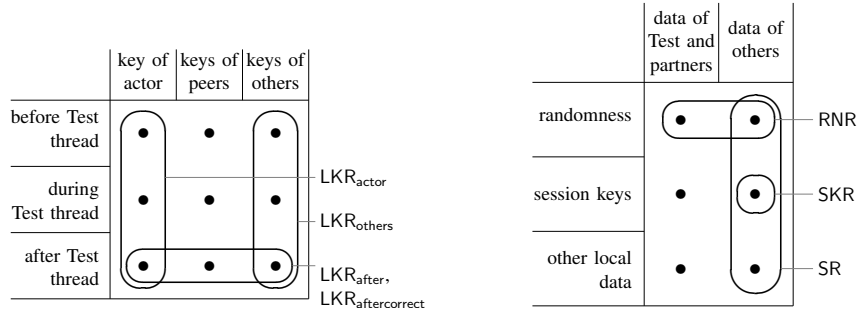 key of
actor
keys of
peers
keys of
others
before Test
thread
during
Test thread
after Test
thread
LKRactor
LKRothers
LKRafter,
LKRaftercorrect
data of
Test and
partners
data of
others
randomness
session keys
other local
data
RNR
SKR
SR